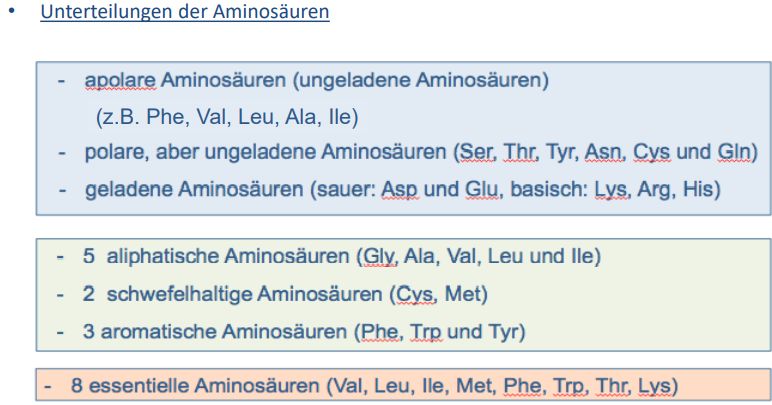 • Unterteilungen der Aminosäuren
- apolare Aminosäuren (ungeladene Aminosäuren)
(z.B. Phe, Val, Leu, Ala, Ile)
- polare, aber ungeladene Aminosäuren (Ser, Thr, Tyr, Asn, Cys und Gln)
- geladene Aminosäuren (sauer: Asp und Glu, basisch: Lys, Arg, His)
- 5 aliphatische Aminosäuren (Gly, Ala, Val, Leu und Ile)
- 2 schwefelhaltige Aminosäuren (Cys, Met)
- 3 aromatische Aminosäuren (Phe, Trp und Tyr)
- 8 essentielle Aminosäuren (Val, Leu, Ile, Met, Phe, Trp, Thr, Lys)